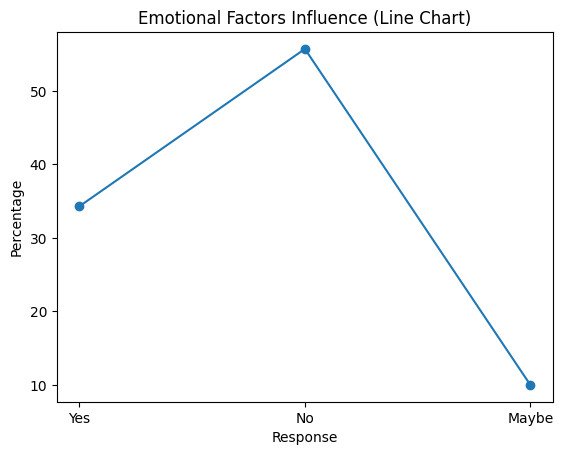 Emotional Factors Influence (Line Chart)
Percentage
50
40
30
20
10
Yes No Maybe
Response